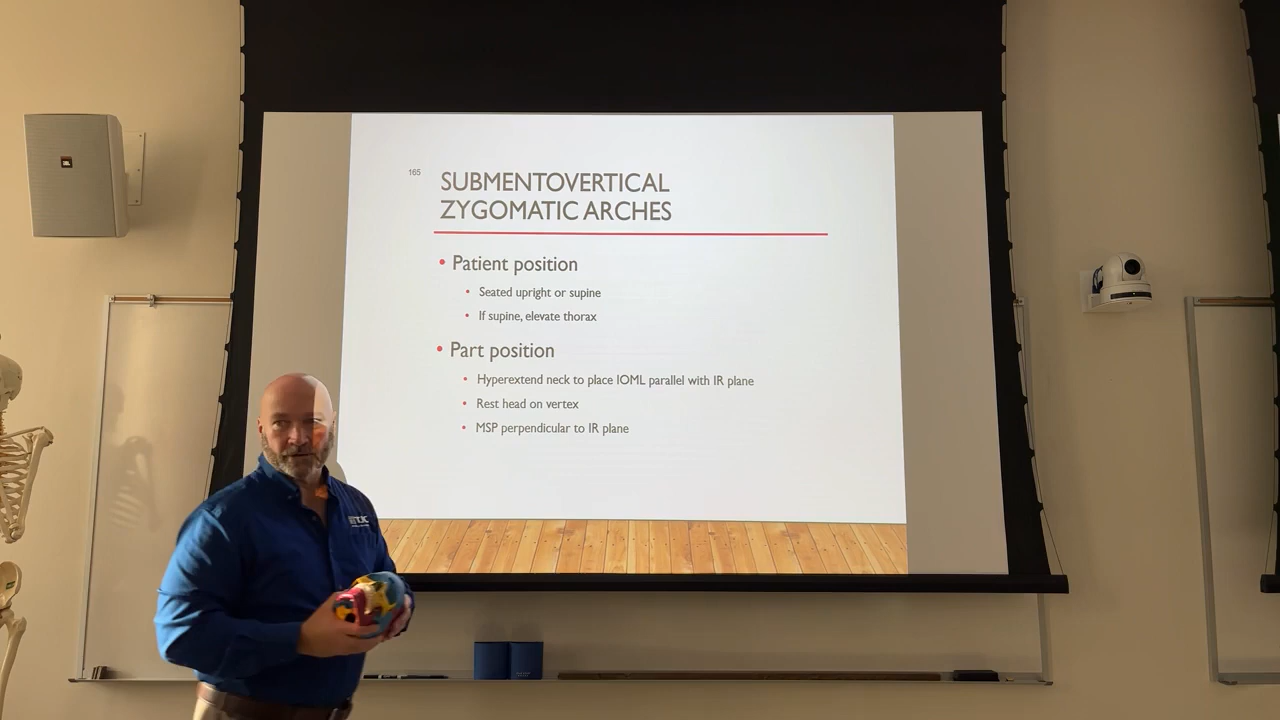 165
SUBMENTOVERTICAL
ZYGOMATIC ARCHES
• Patient position
• Seated upright or supine
• If supine, elevate thorax
• Part position
• Hyperextend neck to place IOML parallel with IR plane
• Rest head on vertex
• MSP perpendicular to IR plane
JBL